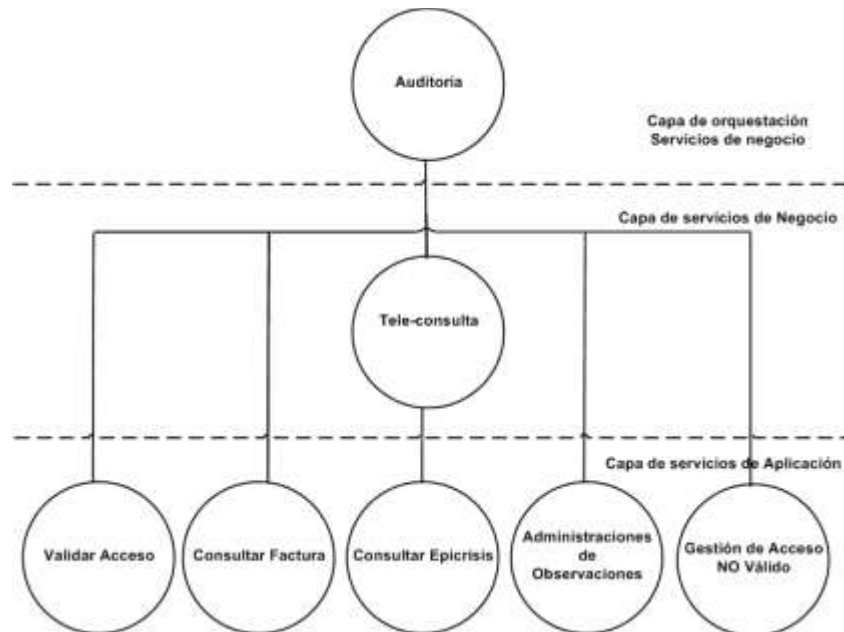 Auditoria
Capa de orquestación
Servicios de negocio
Capa de servicios de Negocio
Tele-consulta
Capa de servicios de Aplicación
Validar Acceso
Consultar Factura
Consultar Epicrisis
Administraciones
de
Observaciones
Gestión de Acceso
NO Válido